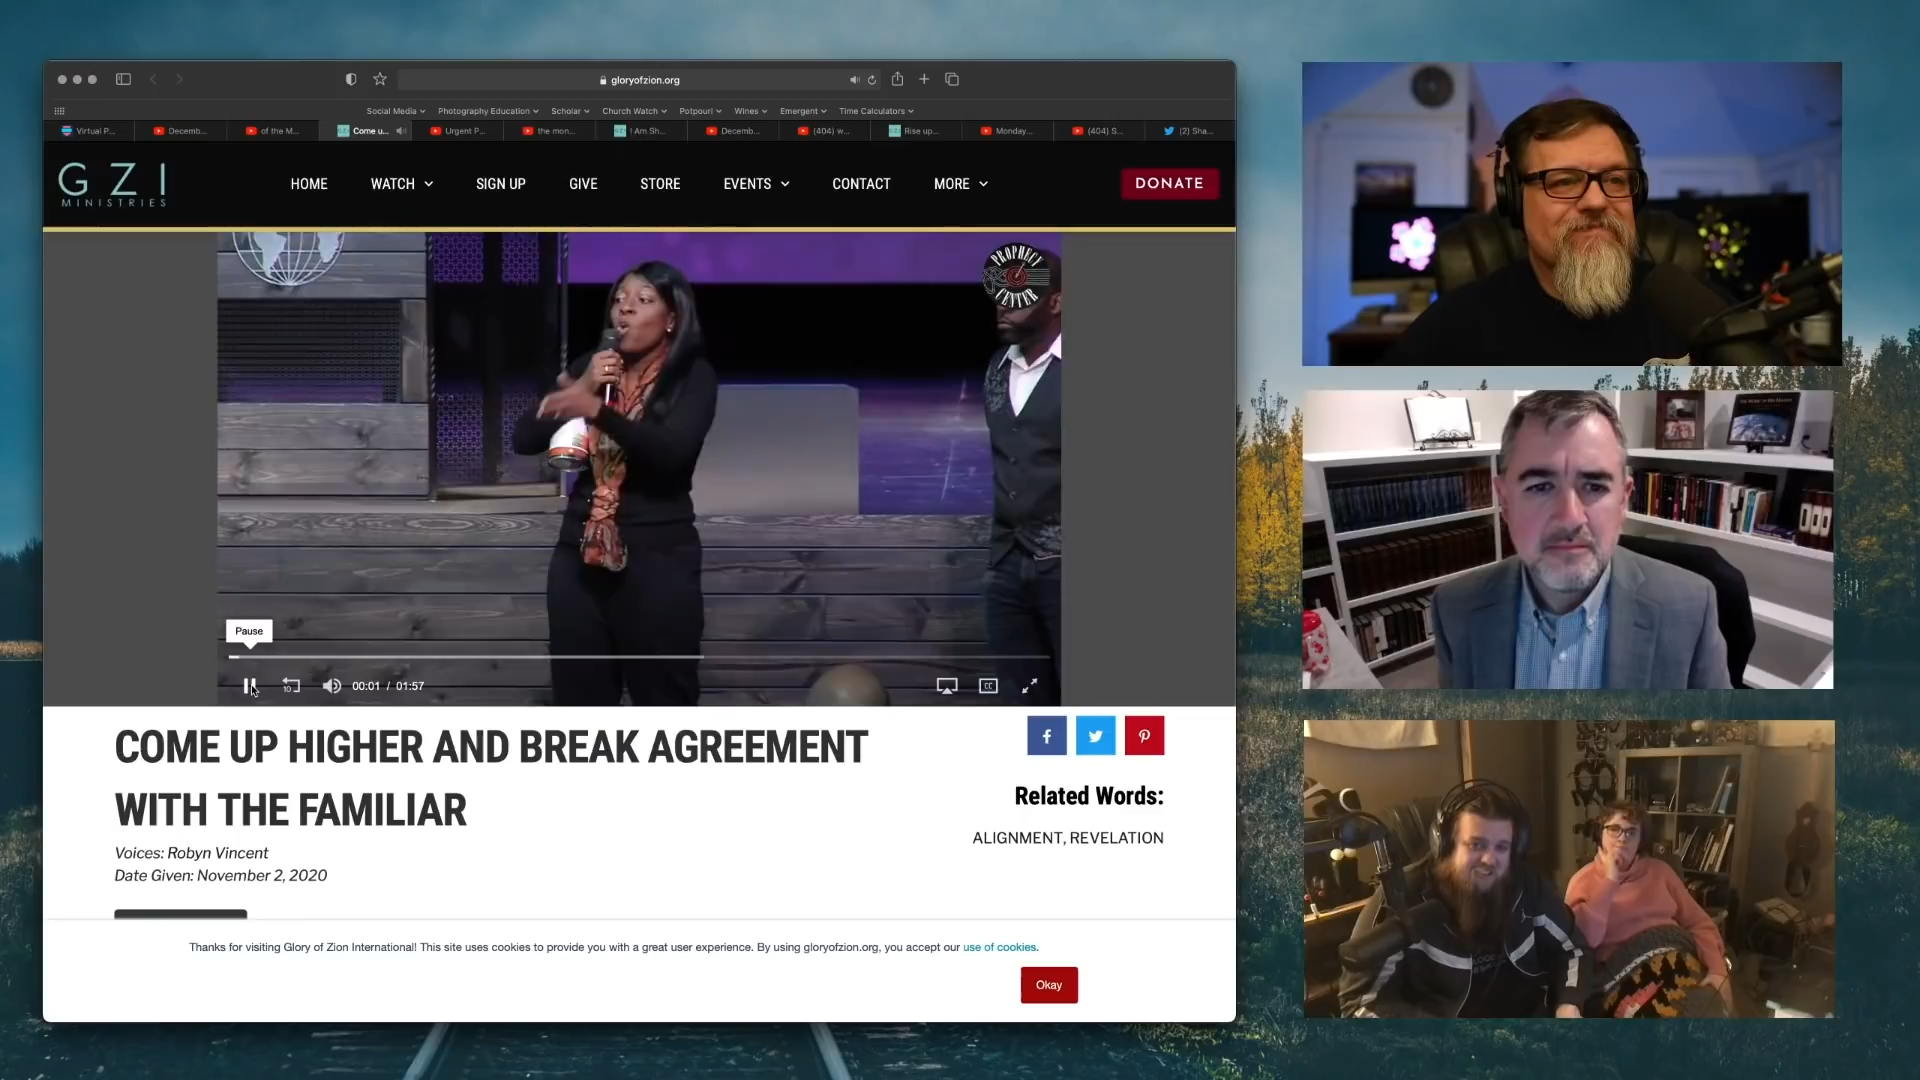 gloryofzion.org
Social Media
Photography Education
Scholar
Church Watch
Potpourri
Wines
Emergent
Time Calculators
Virtual P...
Decemb...
of the M...
Come u...
Urgent P...
the mon...
I Am Sh...
Decemb...
(404) w...
Rise up...
Monday...
(404) S...
(2) Sha...
GZI
MINISTRIES
HOME
WATCH
SIGN UP
GIVE
STORE
EVENTS
CONTACT
MORE
DONATE
PROPHECY
CENTER
Pause
10
00:01 / 01:57
CC
COME UP HIGHER AND BREAK AGREEMENT
WITH THE FAMILIAR
Voices: Robyn Vincent
Date Given: November 2, 2020
Related Words:
ALIGNMENT, REVELATION
Thanks for visiting Glory of Zion International! This site uses cookies to provide you with a great user experience. By using gloryofzion.org, you accept our use of cookies.
Okay